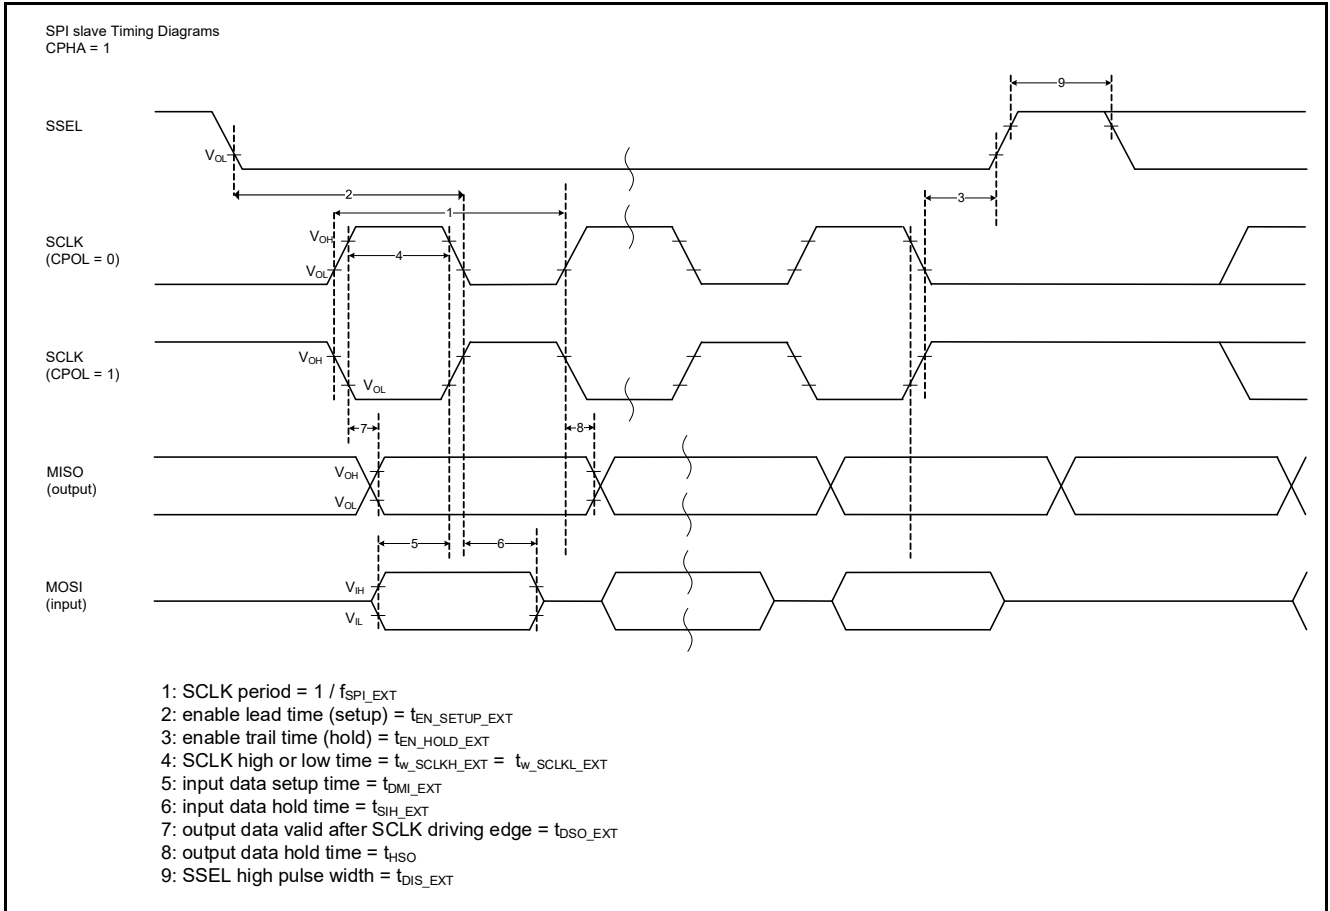 SPI slave Timing Diagrams
CPHA = 1
9
SSEL
VOL
2
3
1
SCLK
(CPOL = 0)
VOH
4
VOL
SCLK
(CPOL = 1)
VOH
VOL
7
8
MISO
(output)
VOH
VOL
5
6
MOSI
(input)
VIH
VIL
1: SCLK period = 1 / fSPI_EXT
2: enable lead time (setup) = tEN_SETUP_EXT
3: enable trail time (hold) = tEN_HOLD_EXT
4: SCLK high or low time = tw_SCLKH_EXT = tw_SCLKL_EXT
5: input data setup time = tDMI_EXT
6: input data hold time = tSIH_EXT
7: output data valid after SCLK driving edge = tDSO_EXT
8: output data hold time = tHSO
9: SSEL high pulse width = tDIS_EXT